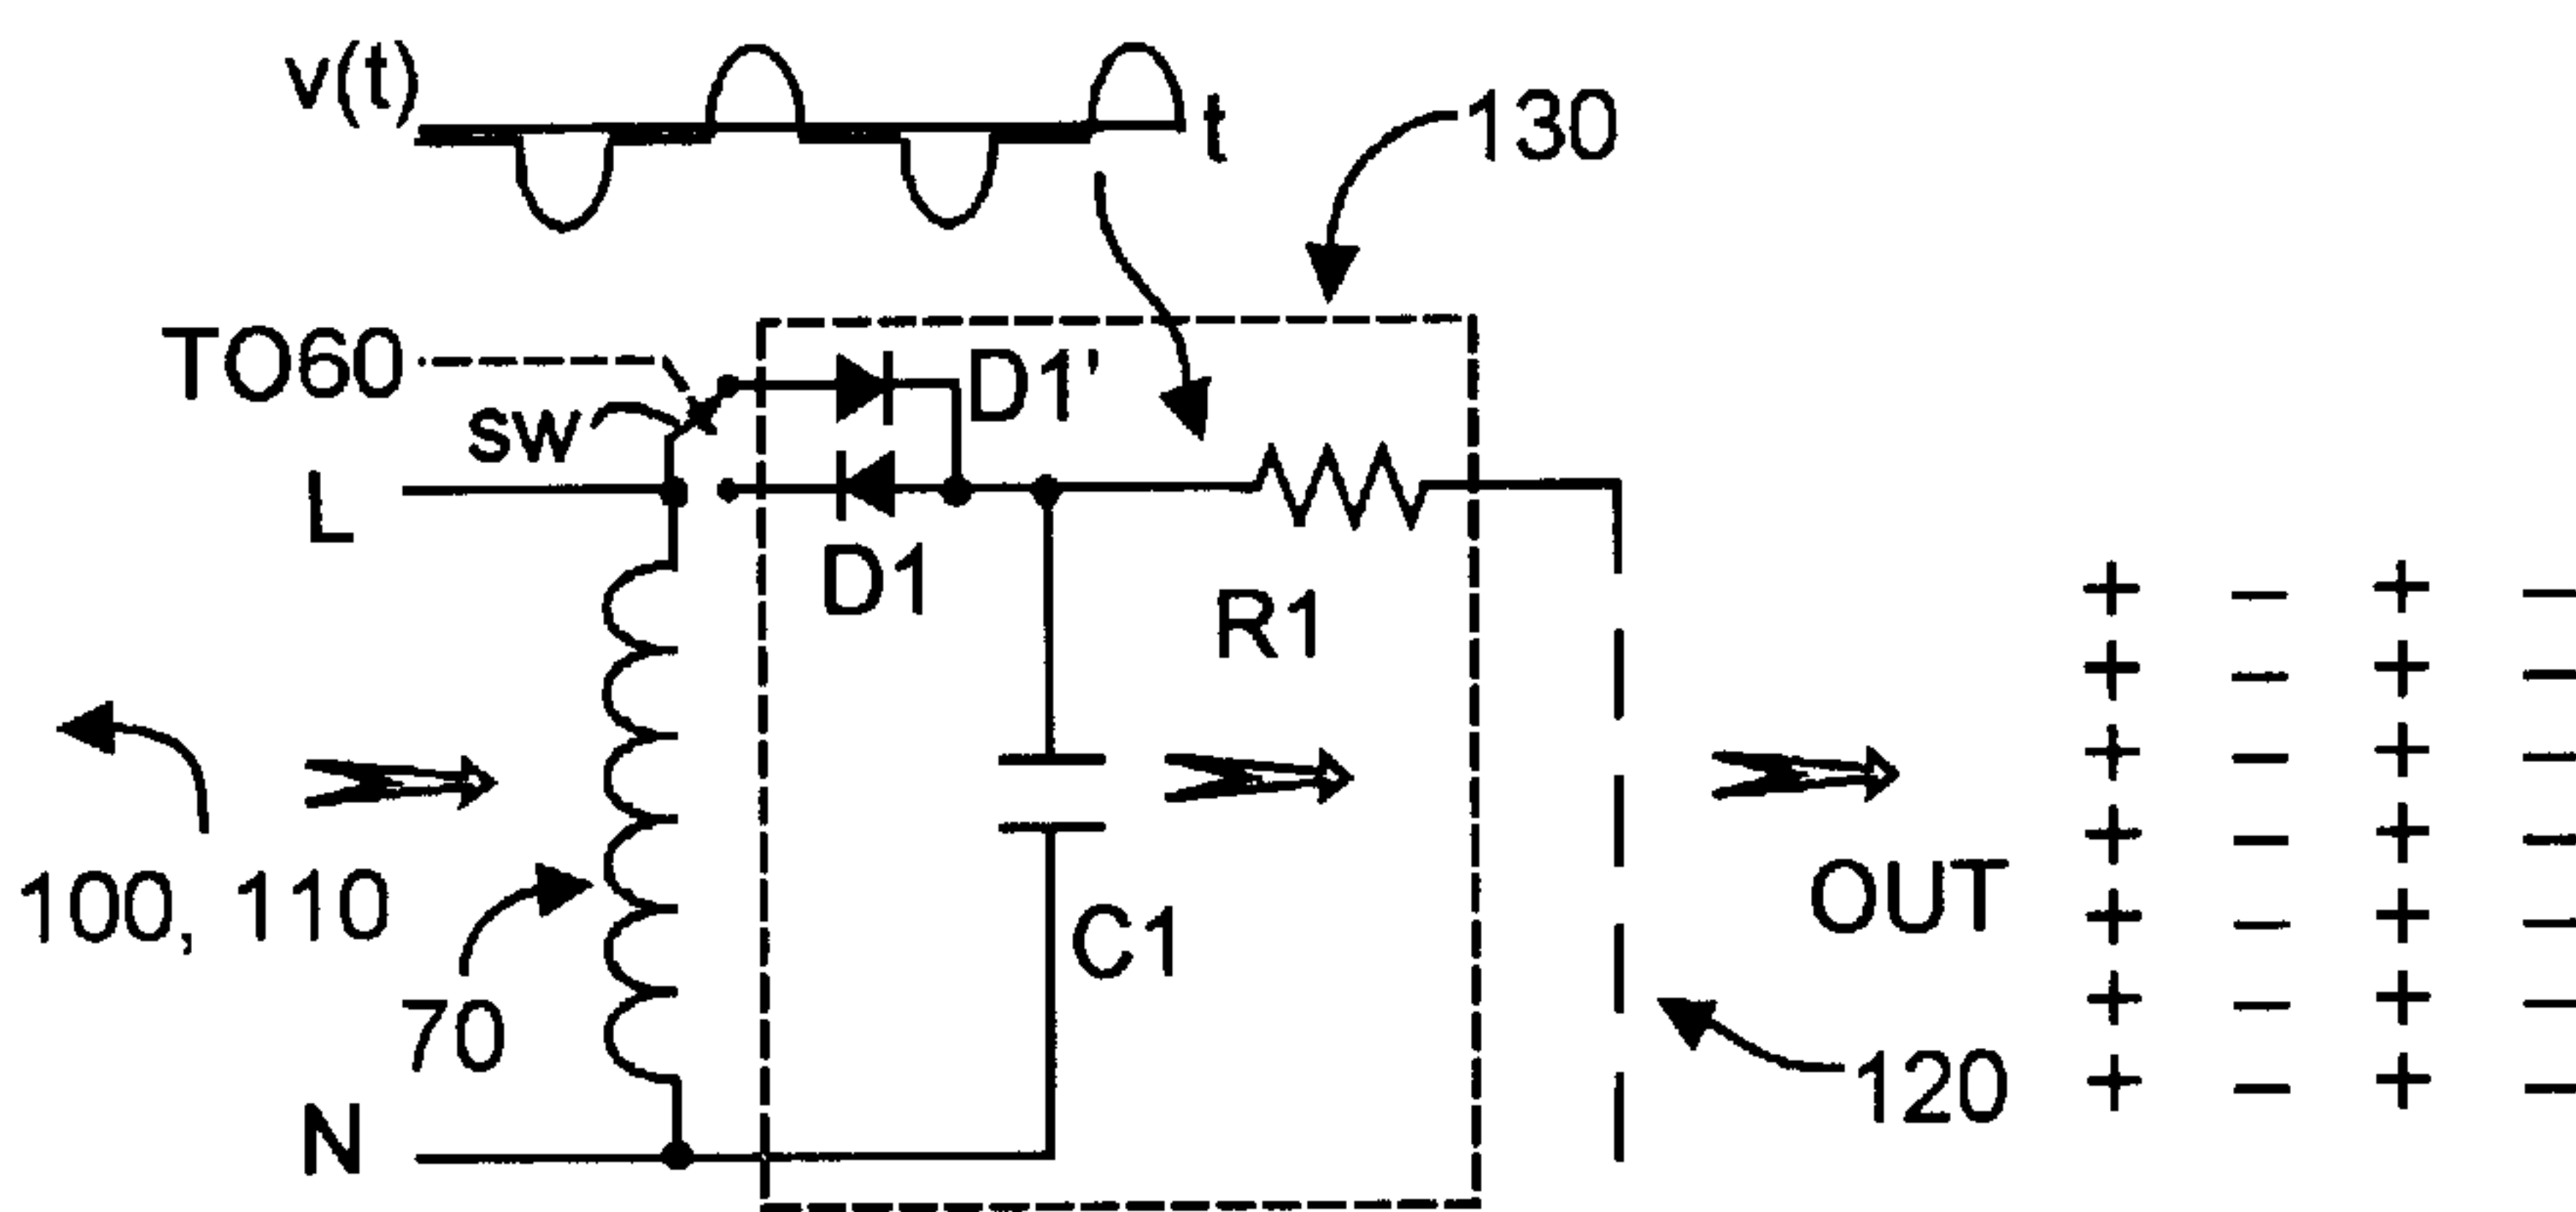 v(t)
t
130
TO60
D1'
sw
L
D1
R1
+ – + –
+ – + –
+ – + –
+ – + –
+ – + –
+ – + –
+ – + –
100, 110
OUT
C1
70
120
N